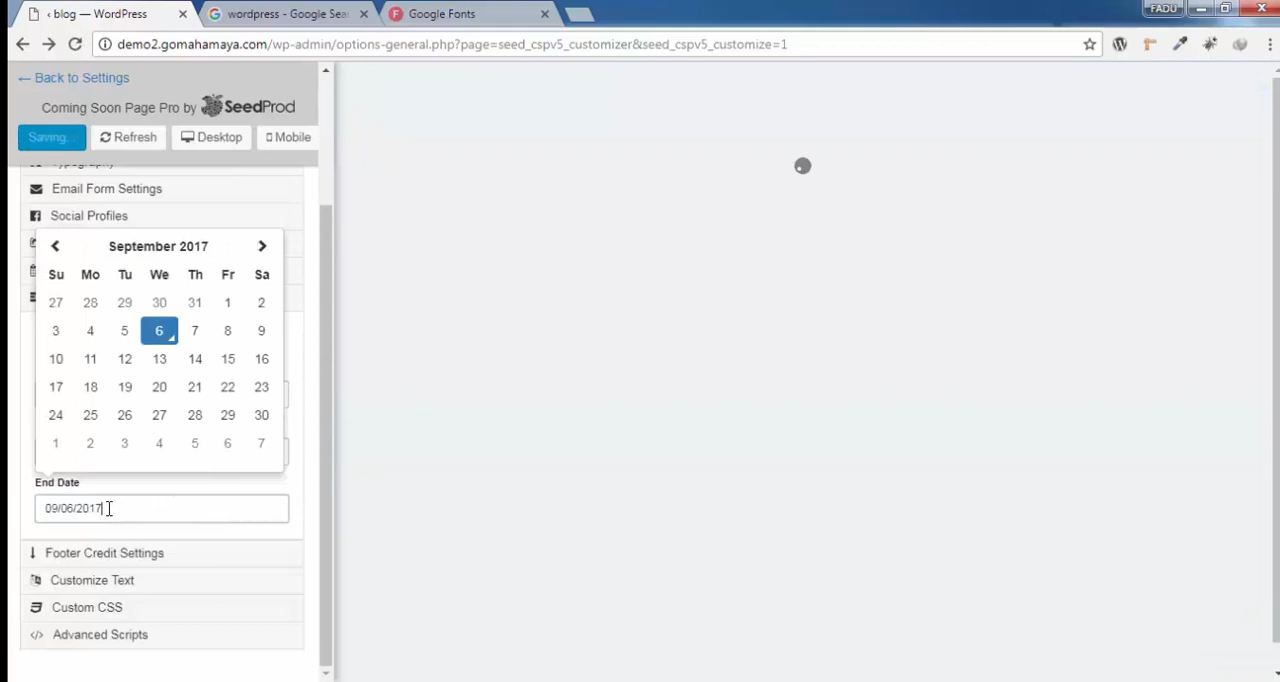 ‹ blog — WordPress
wordpress - Google Sea
Google Fonts
FADU
demo2.gomahamaya.com/wp-admin/options-general.php?page=seed_cspv5_customizer&seed_cspv5_customize=1
← Back to Settings
Coming Soon Page Pro by SeedProd
Saving... Refresh Desktop Mobile
Typography
Email Form Settings
Social Profiles
September 2017
Su Mo Tu We Th Fr Sa
27 28 29 30 31 1 2
3 4 5 6 7 8 9
10 11 12 13 14 15 16
17 18 19 20 21 22 23
24 25 26 27 28 29 30
1 2 3 4 5 6 7
End Date
09/06/2017
Footer Credit Settings
Customize Text
Custom CSS
Advanced Scripts